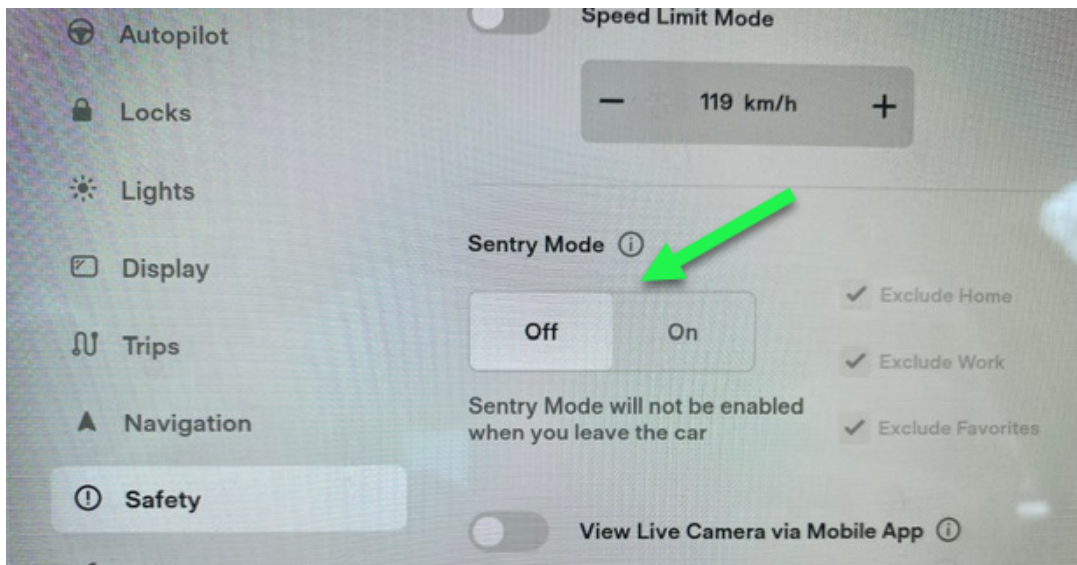 Autopilot
Locks
Lights
Display
Trips
Navigation
Safety
Speed Limit Mode
− 119 km/h +
Sentry Mode
Off On
Sentry Mode will not be enabled
when you leave the car
Exclude Home
Exclude Work
Exclude Favorites
View Live Camera via Mobile App